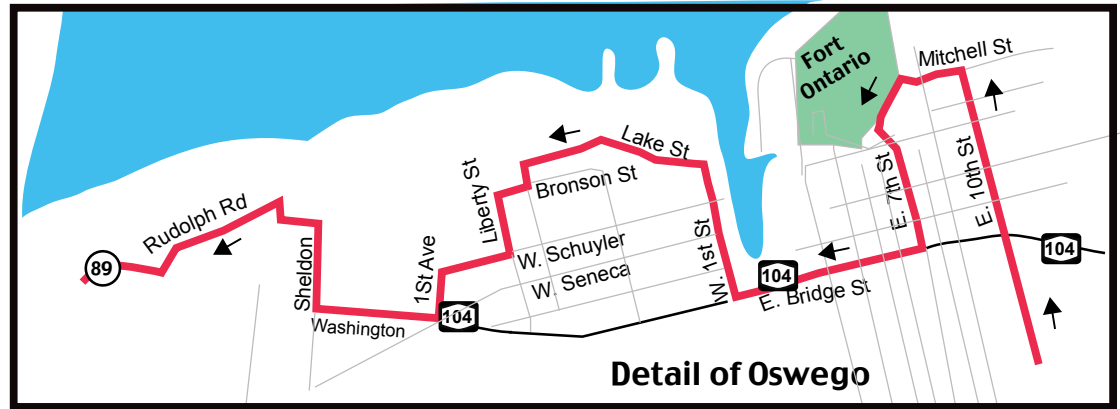 Fort
Ontario
Mitchell St
Lake St
Bronson St
Liberty St
E. 7th St
E. 10th St
Rudolph Rd
89
Sheldon
1St Ave
W. Schuyler
W. Seneca
W. 1st St
104
104
104
E. Bridge St
Washington
Detail of Oswego